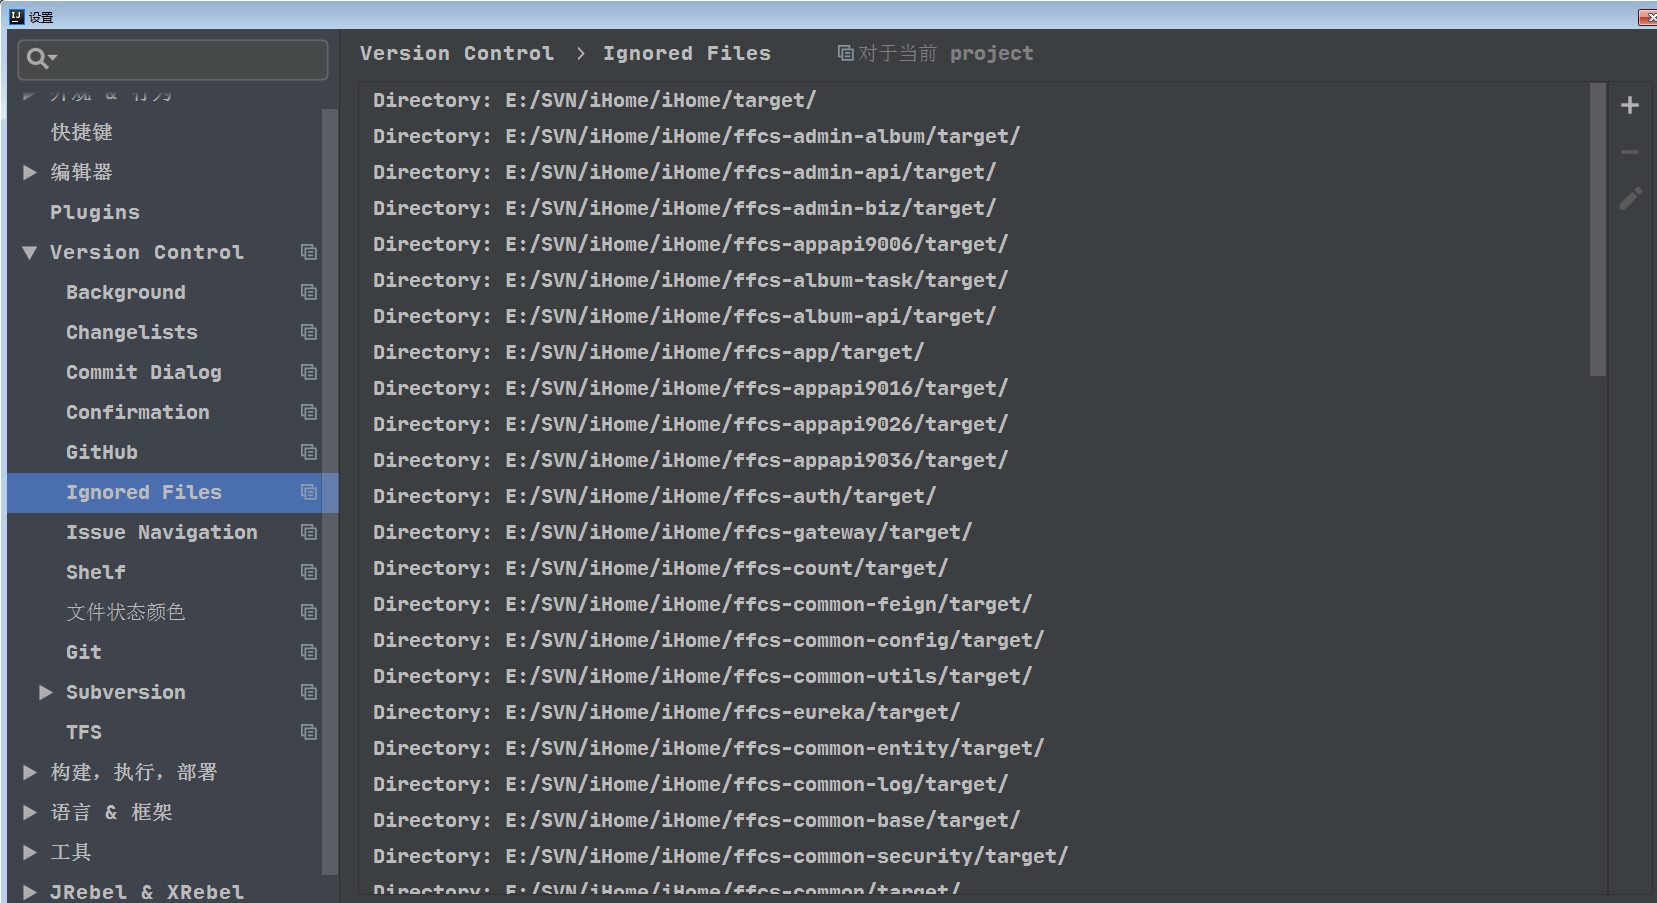 设置
外观 & 行为
快捷键
编辑器
Plugins
Version Control
Background
Changelists
Commit Dialog
Confirmation
GitHub
Ignored Files
Issue Navigation
Shelf
文件状态颜色
Git
Subversion
TFS
构建，执行，部署
语言 & 框架
工具
JRebel & XRebel
Version Control › Ignored Files 对于当前 project
Directory: E:/SVN/iHome/iHome/target/
Directory: E:/SVN/iHome/iHome/ffcs-admin-album/target/
Directory: E:/SVN/iHome/iHome/ffcs-admin-api/target/
Directory: E:/SVN/iHome/iHome/ffcs-admin-biz/target/
Directory: E:/SVN/iHome/iHome/ffcs-appapi9006/target/
Directory: E:/SVN/iHome/iHome/ffcs-album-task/target/
Directory: E:/SVN/iHome/iHome/ffcs-album-api/target/
Directory: E:/SVN/iHome/iHome/ffcs-app/target/
Directory: E:/SVN/iHome/iHome/ffcs-appapi9016/target/
Directory: E:/SVN/iHome/iHome/ffcs-appapi9026/target/
Directory: E:/SVN/iHome/iHome/ffcs-appapi9036/target/
Directory: E:/SVN/iHome/iHome/ffcs-auth/target/
Directory: E:/SVN/iHome/iHome/ffcs-gateway/target/
Directory: E:/SVN/iHome/iHome/ffcs-count/target/
Directory: E:/SVN/iHome/iHome/ffcs-common-feign/target/
Directory: E:/SVN/iHome/iHome/ffcs-common-config/target/
Directory: E:/SVN/iHome/iHome/ffcs-common-utils/target/
Directory: E:/SVN/iHome/iHome/ffcs-eureka/target/
Directory: E:/SVN/iHome/iHome/ffcs-common-entity/target/
Directory: E:/SVN/iHome/iHome/ffcs-common-log/target/
Directory: E:/SVN/iHome/iHome/ffcs-common-base/target/
Directory: E:/SVN/iHome/iHome/ffcs-common-security/target/
Directory: E:/SVN/iHome/iHome/ffcs-common/target/